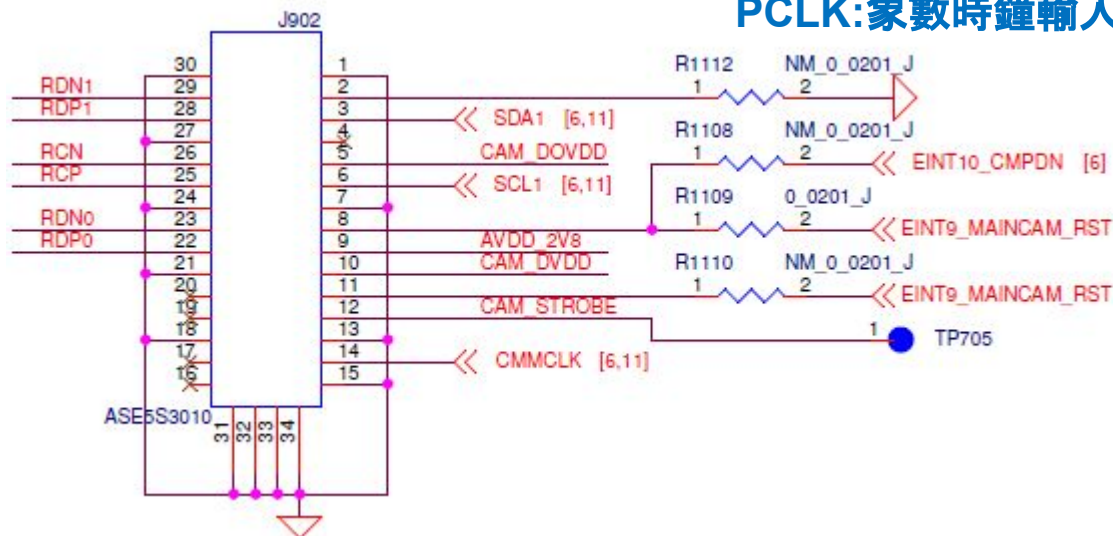 PCLK:象數時鐘輸入
J902
30
29
28
27
26
25
24
23
22
21
20
19
18
17
16
1
2
3
4
5
6
7
8
9
10
11
12
13
14
15
RDN1
RDP1
RCN
RCP
RDN0
RDP0
SDA1 [6,11]
CAM_DOVDD
SCL1 [6,11]
AVDD_2V8
CAM_DVDD
CAM_STROBE
CMMCLK [6,11]
R1112 NM_0_0201_J
1 2
R1108 NM_0_0201_J
1 2
EINT10_CMPDN [6]
R1109 0_0201_J
1 2
EINT9_MAINCAM_RST
R1110 NM_0_0201_J
1 2
EINT9_MAINCAM_RST
1 TP705
ASE5S3010
31
32
33
34